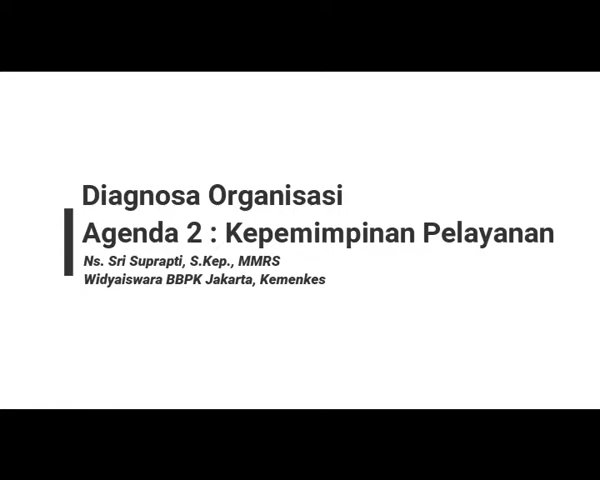 Diagnosa Organisasi
Agenda 2 : Kepemimpinan Pelayanan
Ns. Sri Suprapti, S.Kep., MMRS
Widyaiswara BBPK Jakarta, Kemenkes